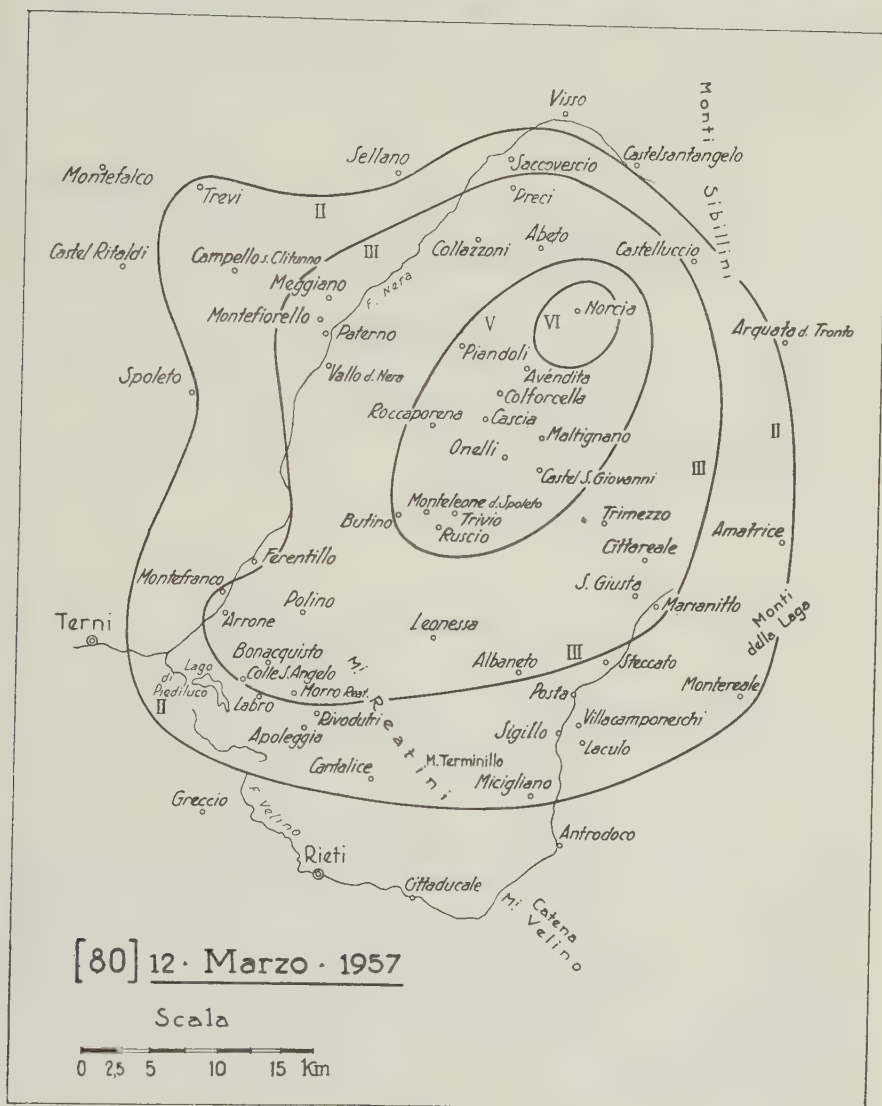 Visso
Monti Sibillini
Sellano
Saccovescio
Castelsantangelo
Montefalco
Trevi
II
Preci
III
Castel Ritaldi
Campello s. Clitunno
Collazzoni
Abeto
Castelluccio
Meggiano
F. Nera
Montefiorello
V
VI
Norcia
Paterno
Piandoli
Arquata d. Tronto
Spoleto
Vallo d. Nera
Avéndita
Colforcella
II
Roccaporena
Cascia
Maltignano
Onelli
III
Castel S. Giovanni
Butino
Monteleone d. Spoleto
Trivio
Ruscio
Trimezzo
Amatrice
Cittareale
Ferentillo
Montefranco
S. Giusta
Arrone
Polino
Marianitto
Terni
Leonessa
Monti
della Laga
Bonacquisto
Mi. Reatini
Albaneto
III
Steccato
Lago
di
Piediluco
Colle S. Angelo
Morro Reat.
Labro
Posta
Montereale
II
Rivodutri
Apoleggia
Sigillo
Villacamponeschi
Laculo
M. Terminillo
Cantalice
Micigliano
Greccio
F. Velino
Antrodoco
Rieti
Cittaducale
Mi. Catena
Velino
[80] 12 · Marzo · 1957
Scala
0 2,5 5 10 15 Km